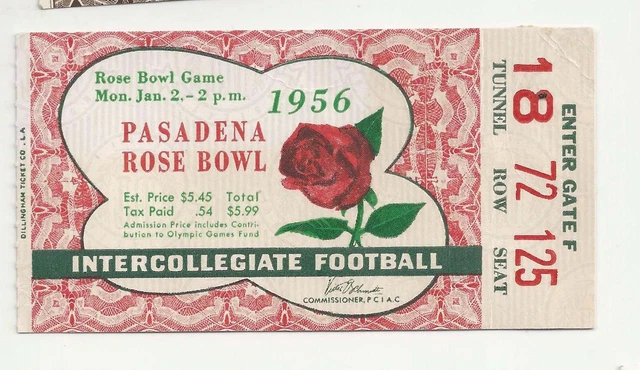 Rose Bowl Game
Mon. Jan. 2.-2 p.m.
1956
PASADENA
ROSE BOWL
Est. Price $5.45 Total
Tax Paid .54 $5.99
Admission Price includes Contri-
bution to Olympic Games Fund
INTERCOLLEGIATE FOOTBALL
COMMISSIONER, P C I A C
DILLINGHAM TICKET CO., L.A.
ENTER GATE F
18 72 125
TUNNEL ROW SEAT